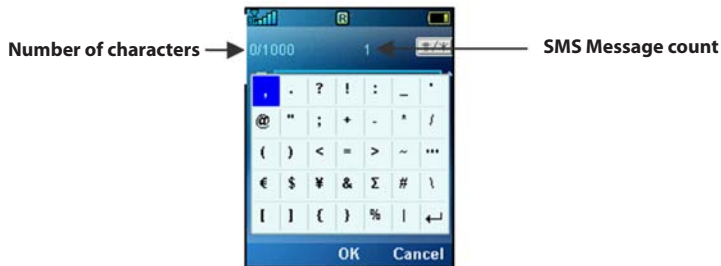 R
Number of characters 0/1000 1 SMS Message count
, . ? ! : _ '
@ " ; + - * /
( ) < = > ~ …
€ $ ¥ & Σ # \
[ ] { } % | ↵
OK Cancel